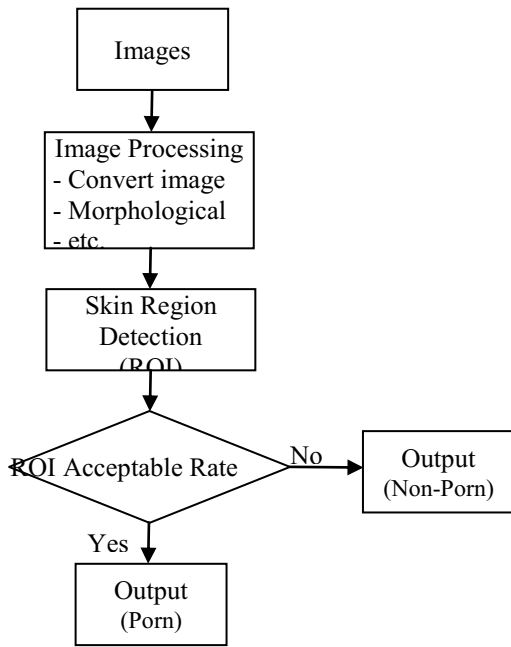 Images
Image Processing
- Convert image
- Morphological
- etc.
Skin Region
Detection
(ROI)
ROI Acceptable Rate
No
Output
(Non-Porn)
Yes
Output
(Porn)